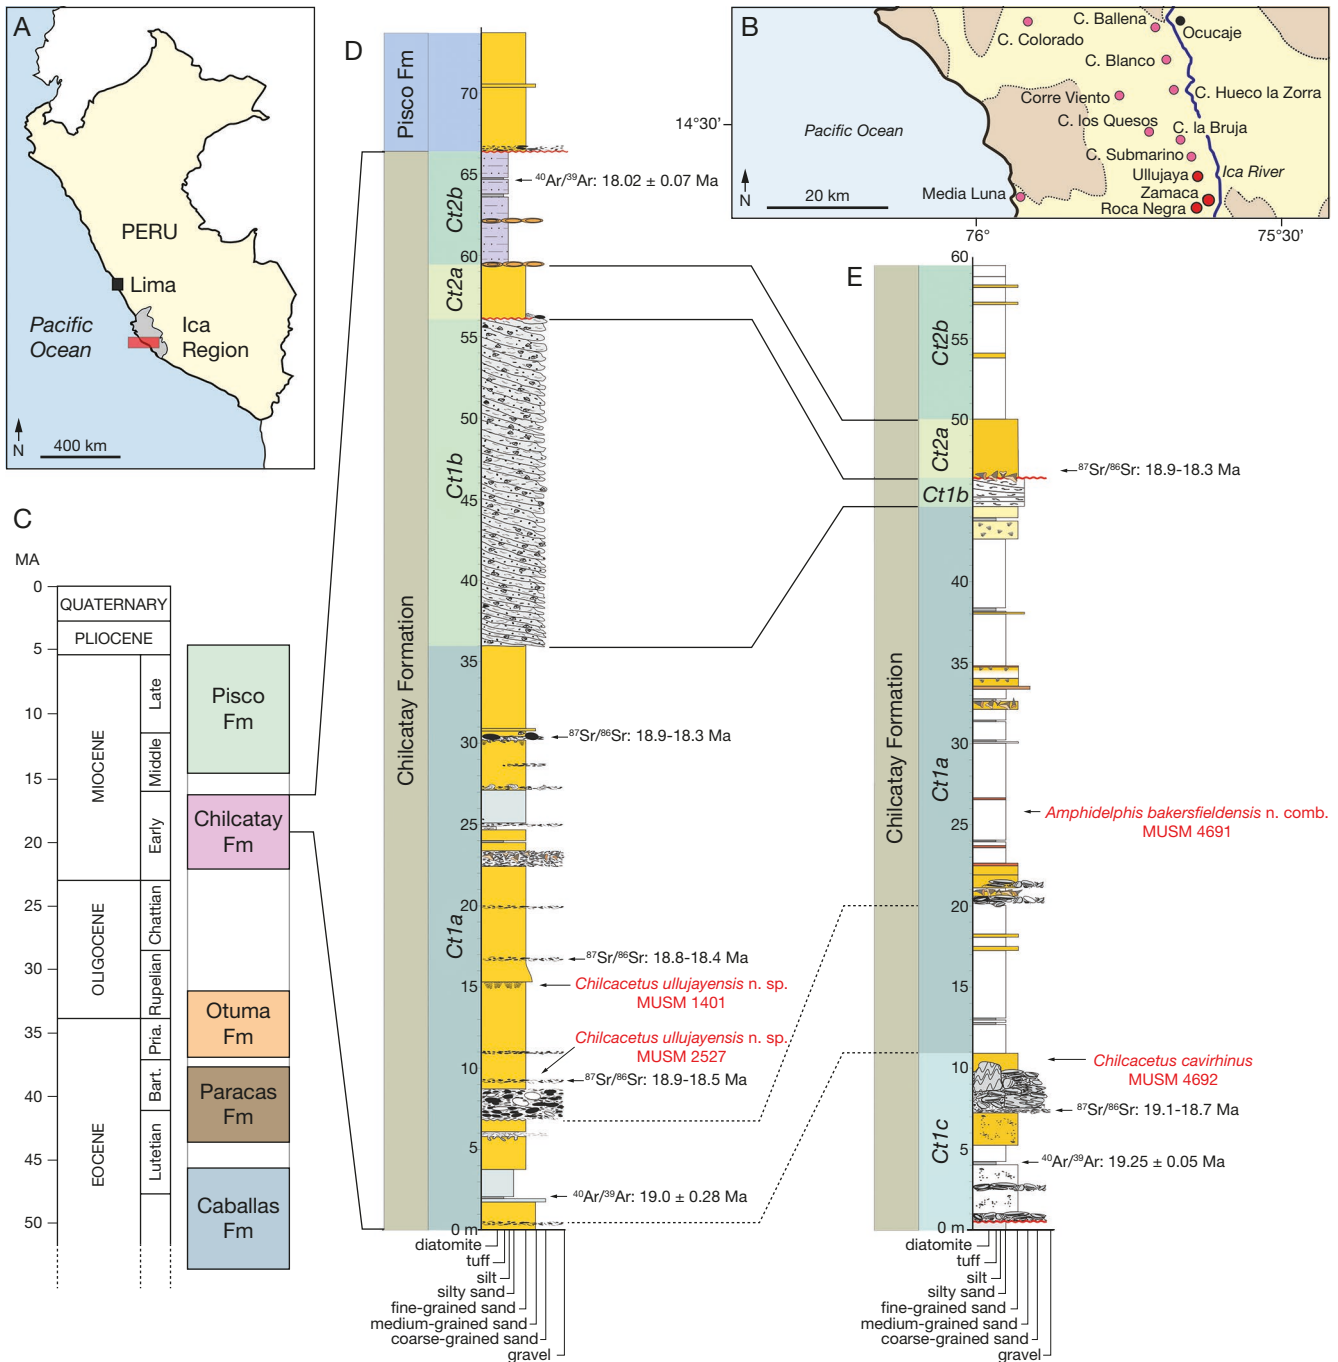 A
PERU
Lima
Pacific
Ocean
Ica
Region
N
400 km
B
C. Colorado
C. Ballena
Ocucaje
C. Blanco
Corre Viento
C. Hueco la Zorra
C. los Quesos
C. la Bruja
C. Submarino
Ullujaya
Ica River
Zamaca
Roca Negra
Media Luna
Pacific Ocean
14°30'
N
20 km
76°
75°30'
C
MA
0
5
10
15
20
25
30
35
40
45
50
QUATERNARY
PLIOCENE
MIOCENE
Late
Middle
Early
OLIGOCENE
Chattian
Rupelian
EOCENE
Pria.
Bart.
Lutetian
Pisco
Fm
Chilcatay
Fm
Otuma
Fm
Paracas
Fm
Caballas
Fm
D
Pisco Fm
Chilcatay Formation
Ct2b
Ct2a
Ct1b
Ct1a
70
65
60
55
50
45
40
35
30
25
20
15
10
5
0 m
⁴⁰Ar/³⁹Ar: 18.02 ± 0.07 Ma
⁸⁷Sr/⁸⁶Sr: 18.9-18.3 Ma
⁸⁷Sr/⁸⁶Sr: 18.8-18.4 Ma
Chilcacetus ullujayensis n. sp.
MUSM 1401
Chilcacetus ullujayensis n. sp.
MUSM 2527
⁸⁷Sr/⁸⁶Sr: 18.9-18.5 Ma
⁴⁰Ar/³⁹Ar: 19.0 ± 0.28 Ma
diatomite
tuff
silt
silty sand
fine-grained sand
medium-grained sand
coarse-grained sand
gravel
E
Chilcatay Formation
Ct2b
Ct2a
Ct1b
Ct1a
Ct1c
60
55
50
40
35
30
25
20
15
10
5
0 m
⁸⁷Sr/⁸⁶Sr: 18.9-18.3 Ma
Amphidelphis bakersfieldensis n. comb.
MUSM 4691
Chilcacetus cavirhinus
MUSM 4692
⁸⁷Sr/⁸⁶Sr: 19.1-18.7 Ma
⁴⁰Ar/³⁹Ar: 19.25 ± 0.05 Ma
diatomite
tuff
silt
silty sand
fine-grained sand
medium-grained sand
coarse-grained sand
gravel